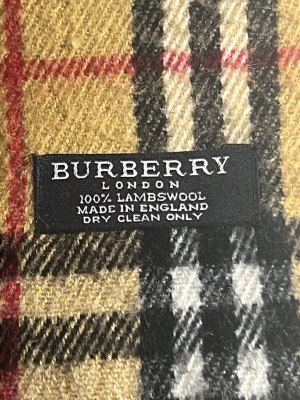 BURBERRY
LONDON
100% LAMBSWOOL
MADE IN ENGLAND
DRY CLEAN ONLY